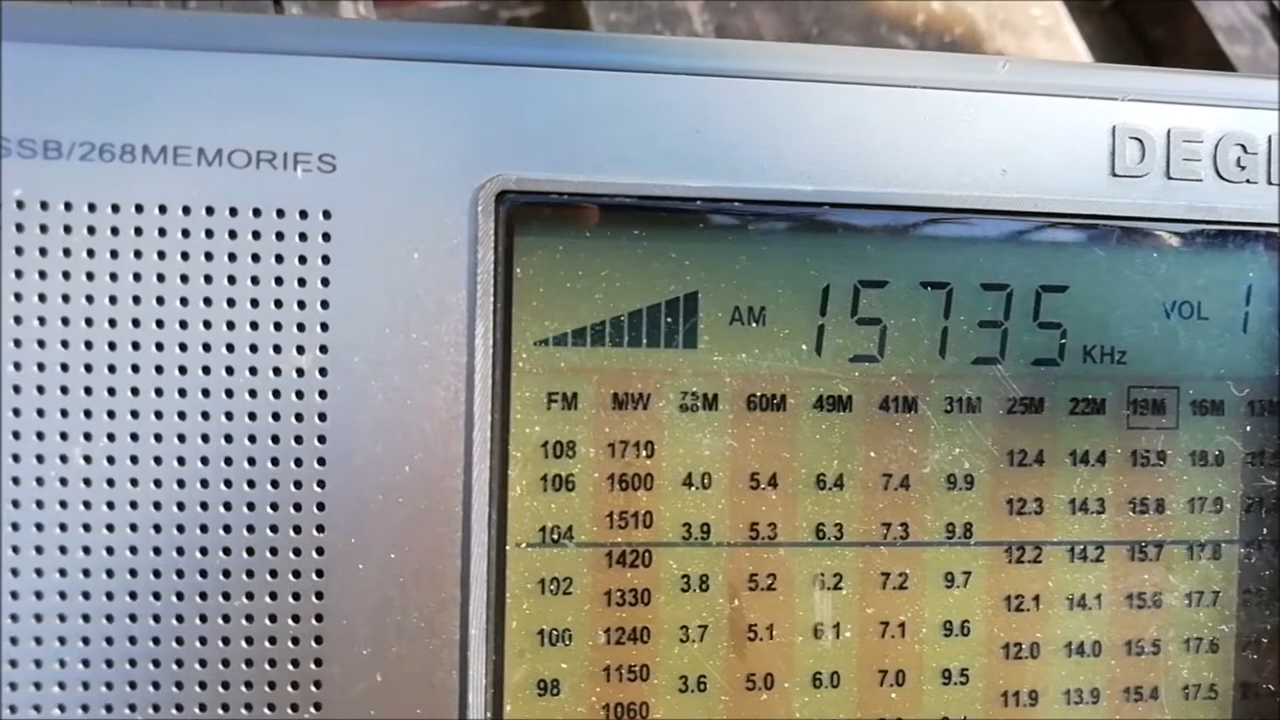 SSB/268MEMORIES
DEG
AM 15735 KHz VOL 1
FM MW 75 90 M 60M 49M 41M 31M 25M 22M 19M 16M
108 1710 12.4 14.4 15.9 18.0
106 1600 4.0 5.4 6.4 7.4 9.9
12.3 14.3 15.8 17.9
104 1510 3.9 5.3 6.3 7.3 9.8
1420 12.2 14.2 15.7 17.8
102 3.8 5.2 6.2 7.2 9.7
1330 12.1 14.1 15.6 17.7
100 1240 3.7 5.1 6.1 7.1 9.6
12.0 14.0 15.5 17.6
98 1150 3.6 5.0 6.0 7.0 9.5
11.9 13.9 15.4 17.5
1060